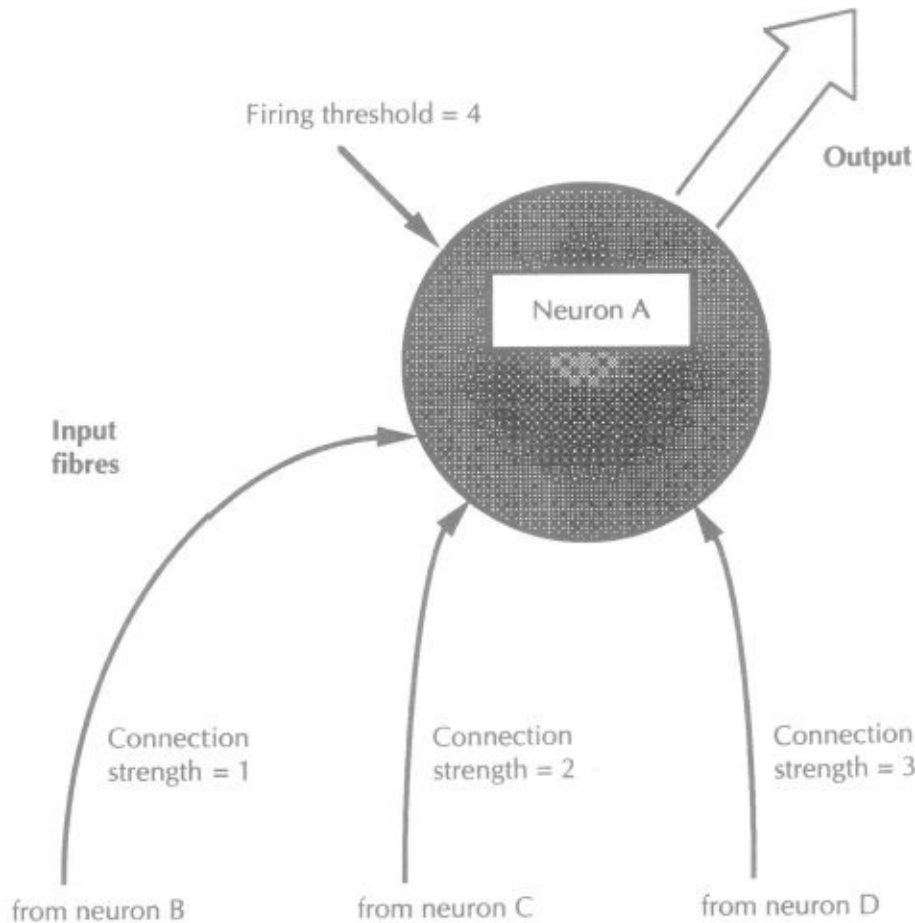 Firing threshold = 4
Output
Neuron A
Input
fibres
Connection
strength = 1
Connection
strength = 2
Connection
strength = 3
from neuron B
from neuron C
from neuron D